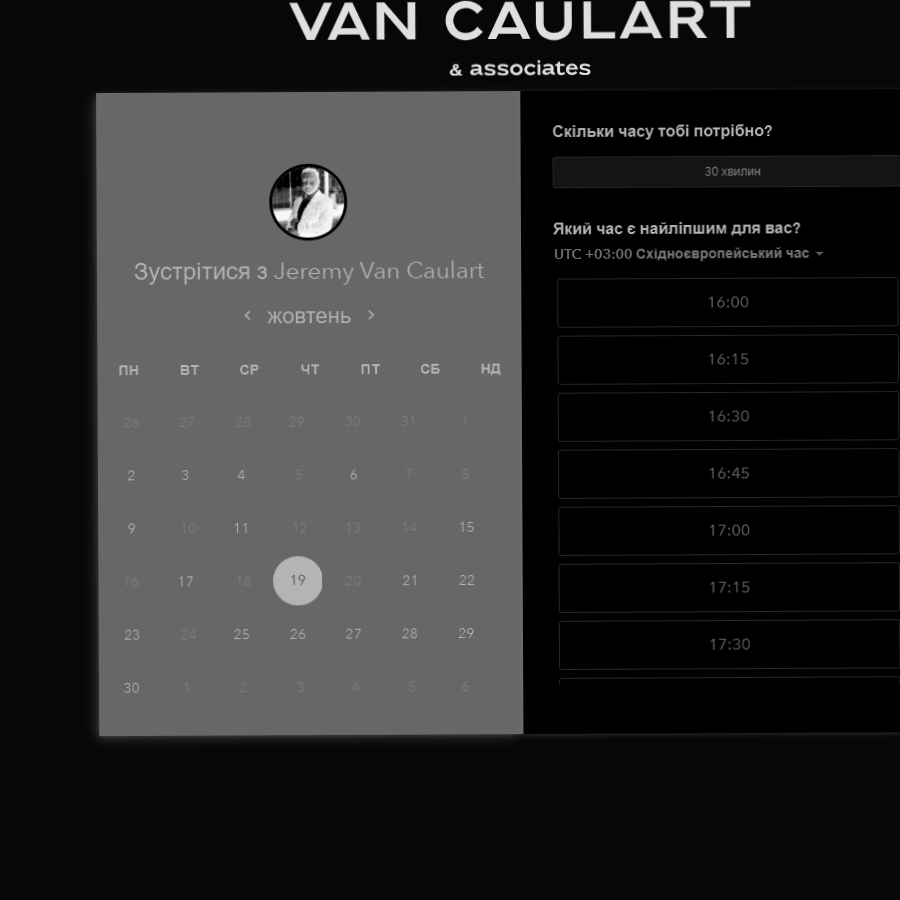 VAN CAULART
& associates
Зустрітися з Jeremy Van Caulart
‹ жовтень ›
ПН ВТ СР ЧТ ПТ СБ НД
26 27 28 29 30 31 1
2 3 4 5 6 7 8
9 10 11 12 13 14 15
16 17 18 19 20 21 22
23 24 25 26 27 28 29
30 1 2 3 4 5 6
Скільки часу тобі потрібно?
30 хвилин
Який час є найліпшим для вас?
UTC +03:00 Східноєвропейський час
16:00
16:15
16:30
16:45
17:00
17:15
17:30